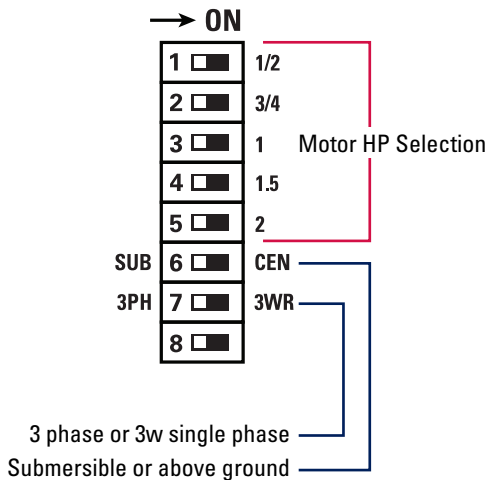 → ON
1 1/2
2 3/4
3 1 Motor HP Selection
4 1.5
5 2
SUB 6 CEN
3PH 7 3WR
8
3 phase or 3w single phase
Submersible or above ground